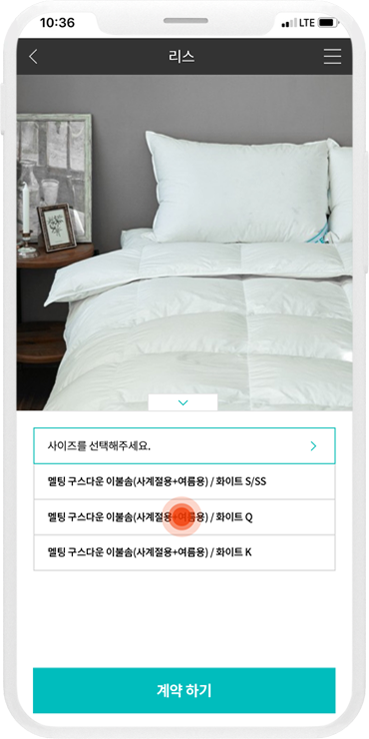 10:36
LTE
리스
사이즈를 선택해주세요.
멜팅 구스다운 이불솜(사계절용+여름용) / 화이트 S/SS
멜팅 구스다운 이불솜(사계절용+여름용) / 화이트 Q
멜팅 구스다운 이불솜(사계절용+여름용) / 화이트 K
계약 하기